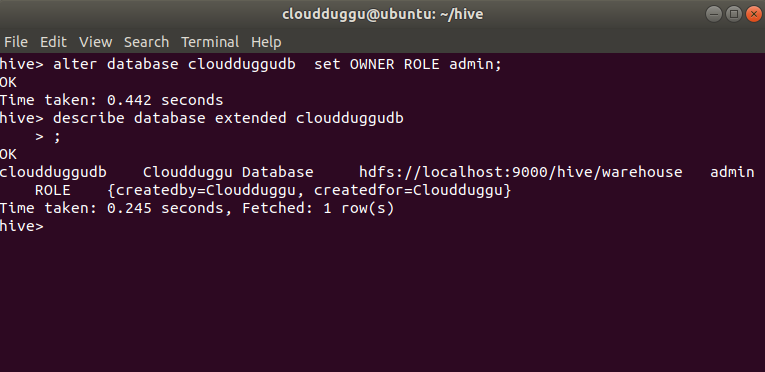 cloudduggu@ubuntu: ~/hive
File Edit View Search Terminal Help
hive> alter database cloudduggudb  set OWNER ROLE admin;
OK
Time taken: 0.442 seconds
hive> describe database extended cloudduggudb
    > ;
OK
cloudduggudb    Cloudduggu Database     hdfs://localhost:9000/hive/warehouse   admin
    ROLE    {createdby=Cloudduggu, createdfor=Cloudduggu}
Time taken: 0.245 seconds, Fetched: 1 row(s)
hive>